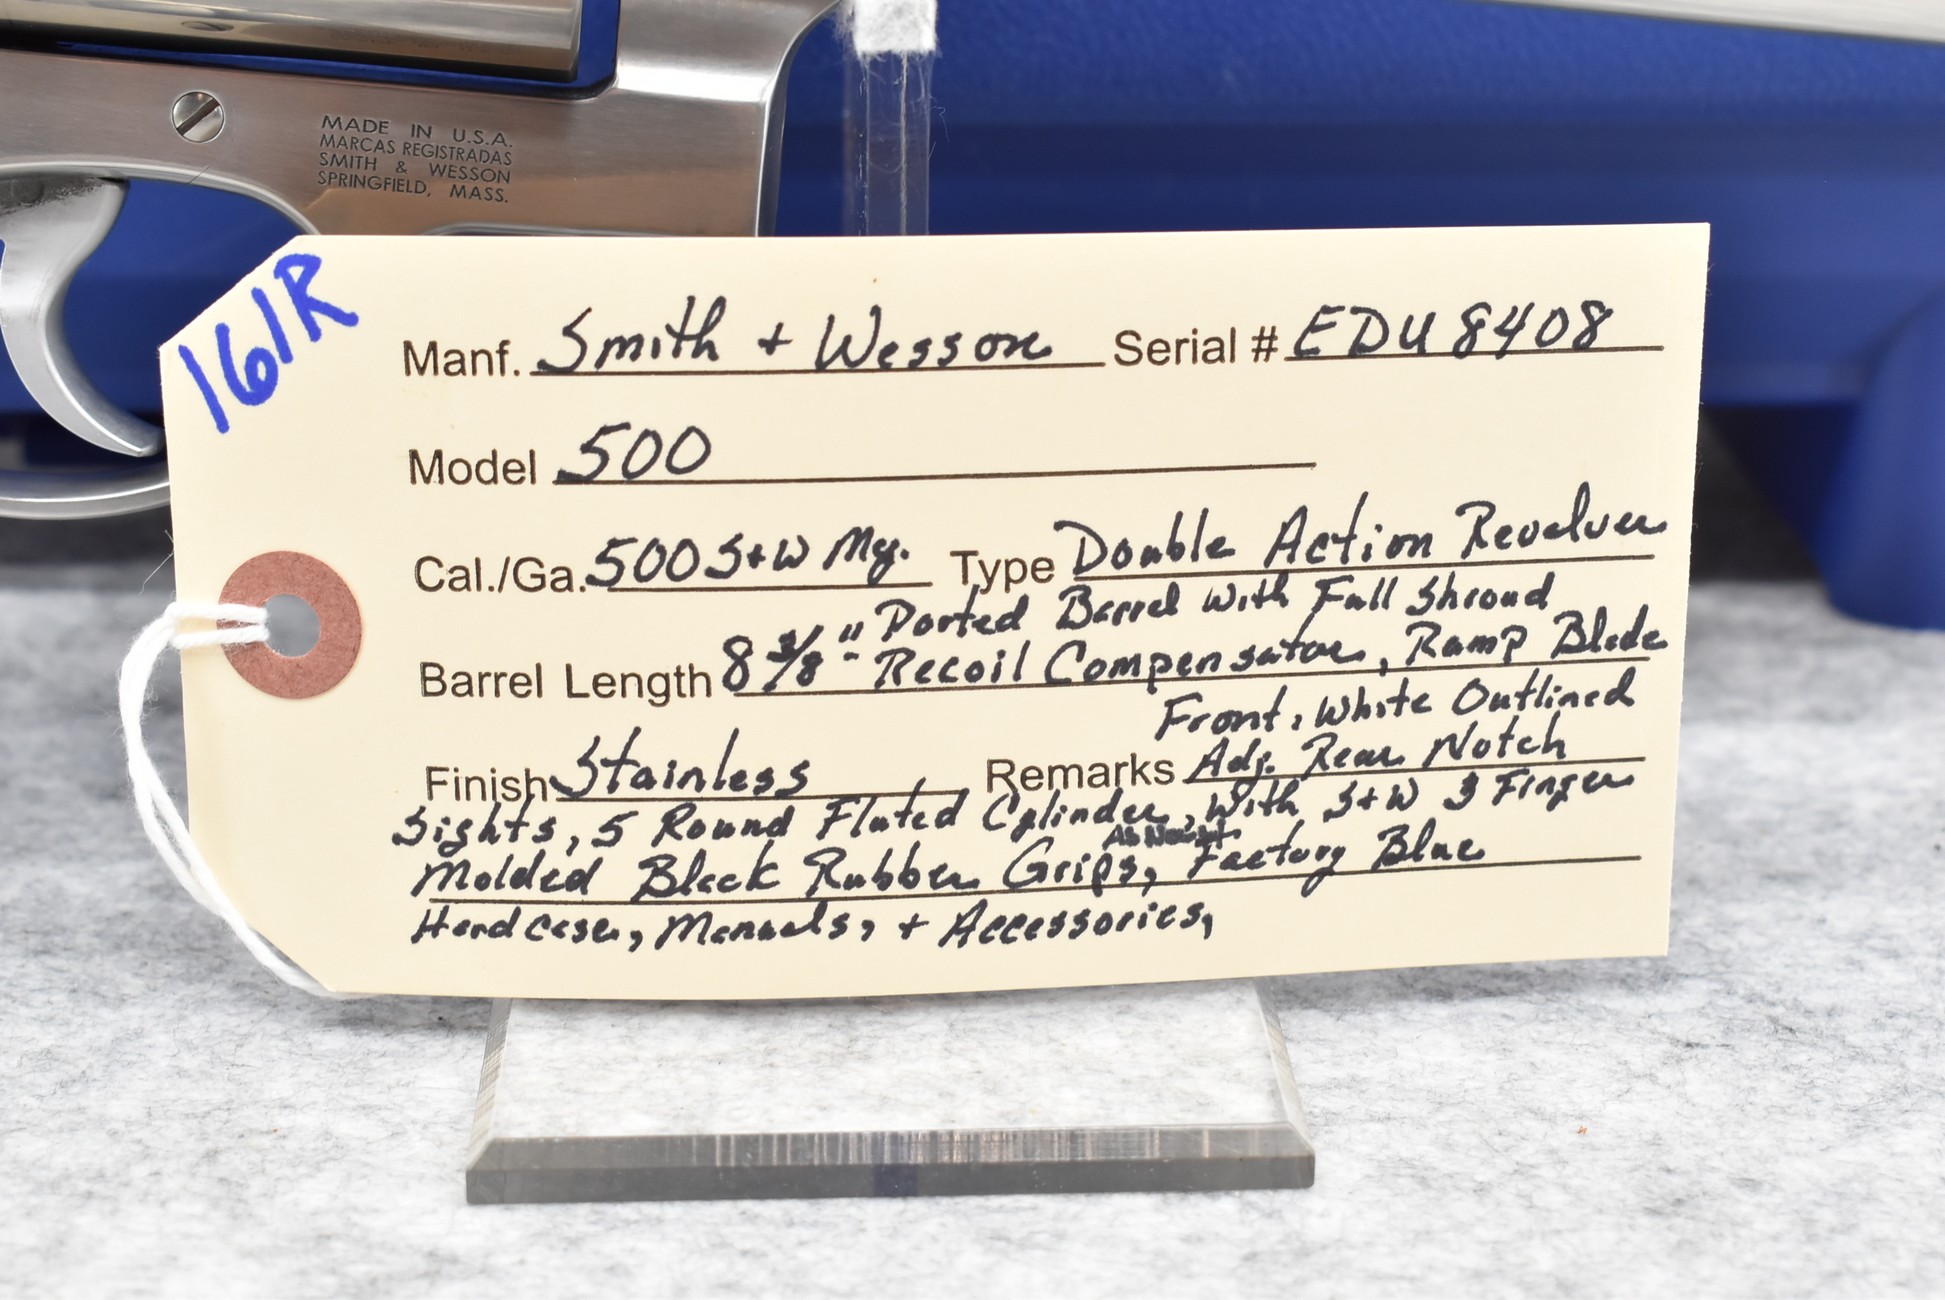 MADE IN U.S.A.
MARCAS REGISTRADAS
SMITH & WESSON
SPRINGFIELD, MASS.
161R
Manf. Smith + Wesson Serial # EDU8408
Model 500
Cal./Ga. 500 S+W Mg. Type Double Action Revolver
Ported Barrel With Full Shroud
Barrel Length 8 3/8" Recoil Compensator, Ramp Blade
Front, White Outlined
Finish Stainless Remarks Adj. Rear Notch
Sights, 5 Round Fluted Cylinder, With S+W 3 Finger
Molded Black Rubber Grips, Factory Blue
Hardcase, Manuals, + Accessories,